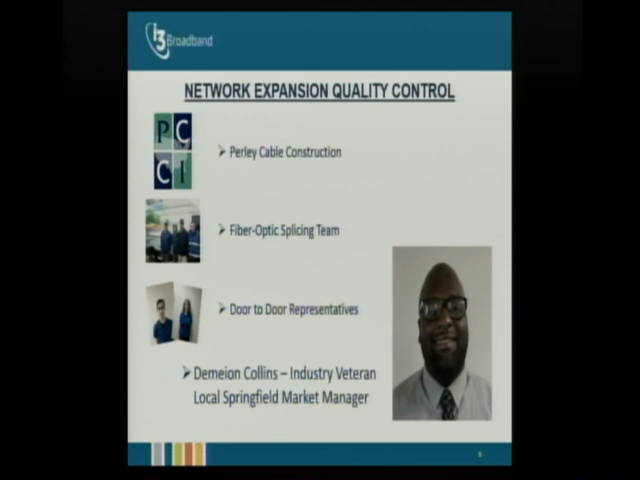 i3
Broadband
NETWORK EXPANSION QUALITY CONTROL
P C
C I
➢ Perley Cable Construction
➢ Fiber-Optic Splicing Team
➢ Door to Door Representatives
➢ Demeion Collins – Industry Veteran
Local Springfield Market Manager